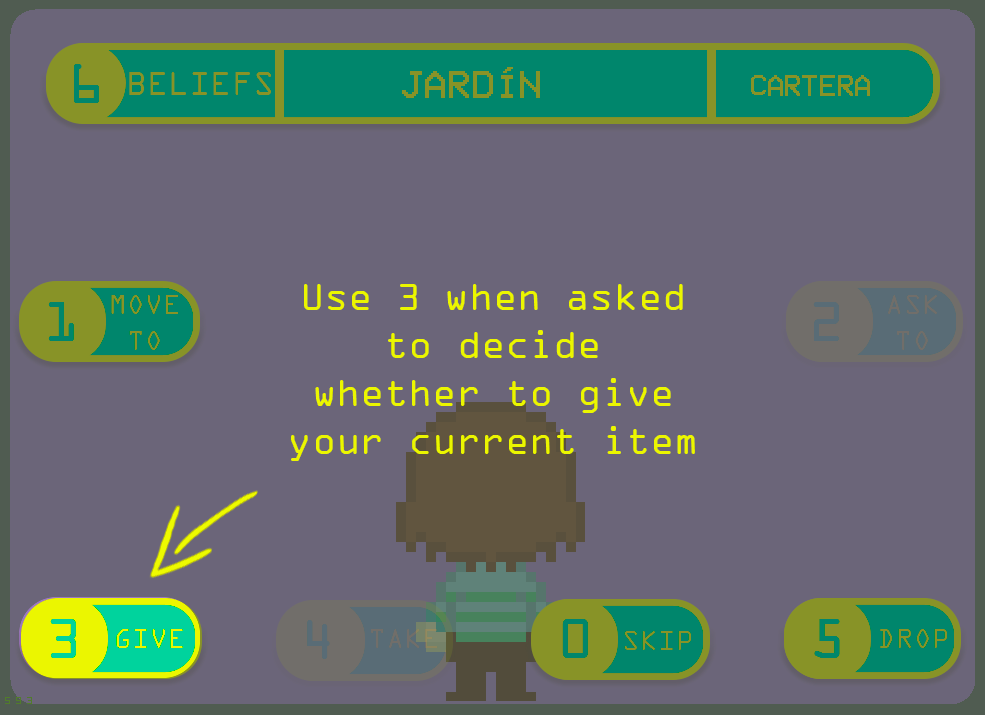 6 BELIEFS JARDÍN CARTERA
1 MOVE TO
2 ASK TO
Use 3 when asked
to decide
whether to give
your current item
3 GIVE
4 TAKE
0 SKIP
5 DROP